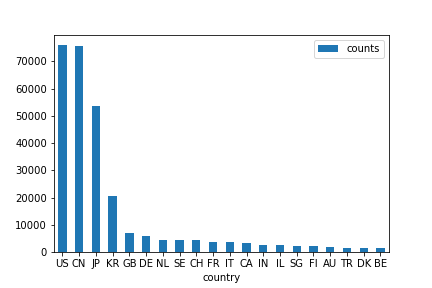 counts
70000
60000
50000
40000
30000
20000
10000
0
US CN JP KR GB DE NL SE CH FR IT CA IN IL SG FI AU TR DK BE
country